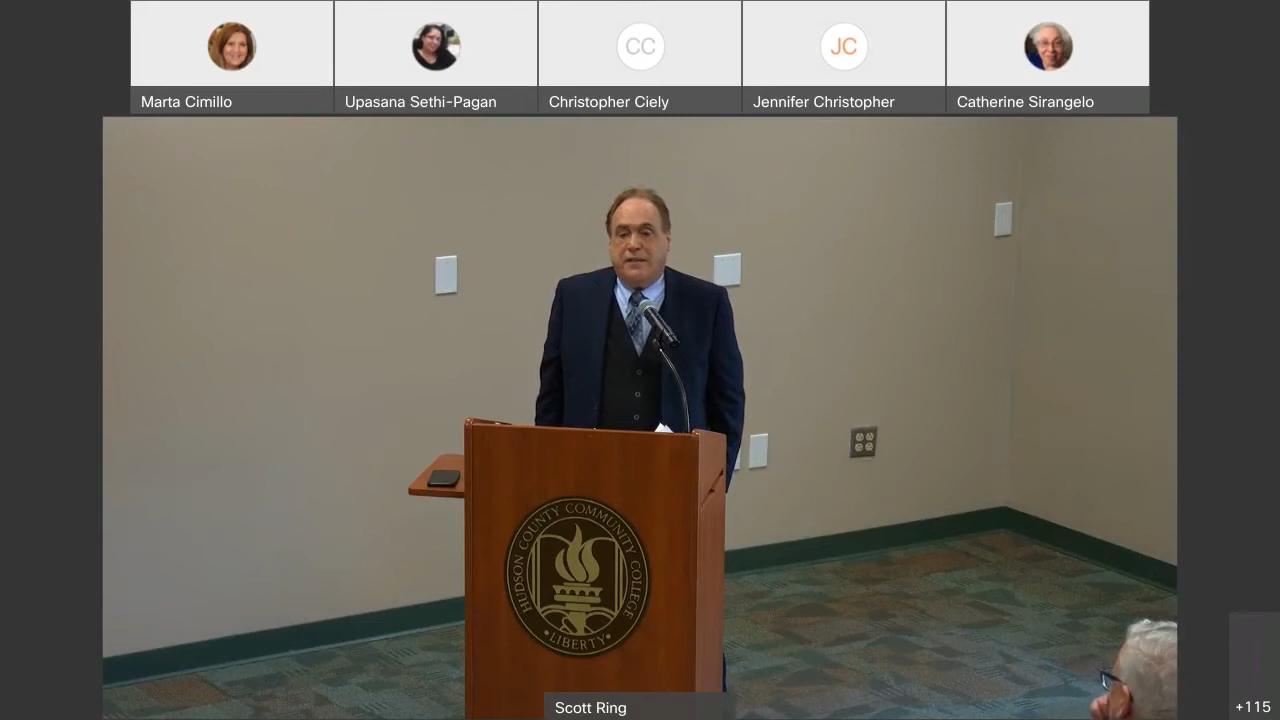 CC
JC
Marta Cimillo
Upasana Sethi-Pagan
Christopher Ciely
Jennifer Christopher
Catherine Sirangelo
HUDSON COUNTY COMMUNITY COLLEGE
•LIBERTY•
Scott Ring
+115